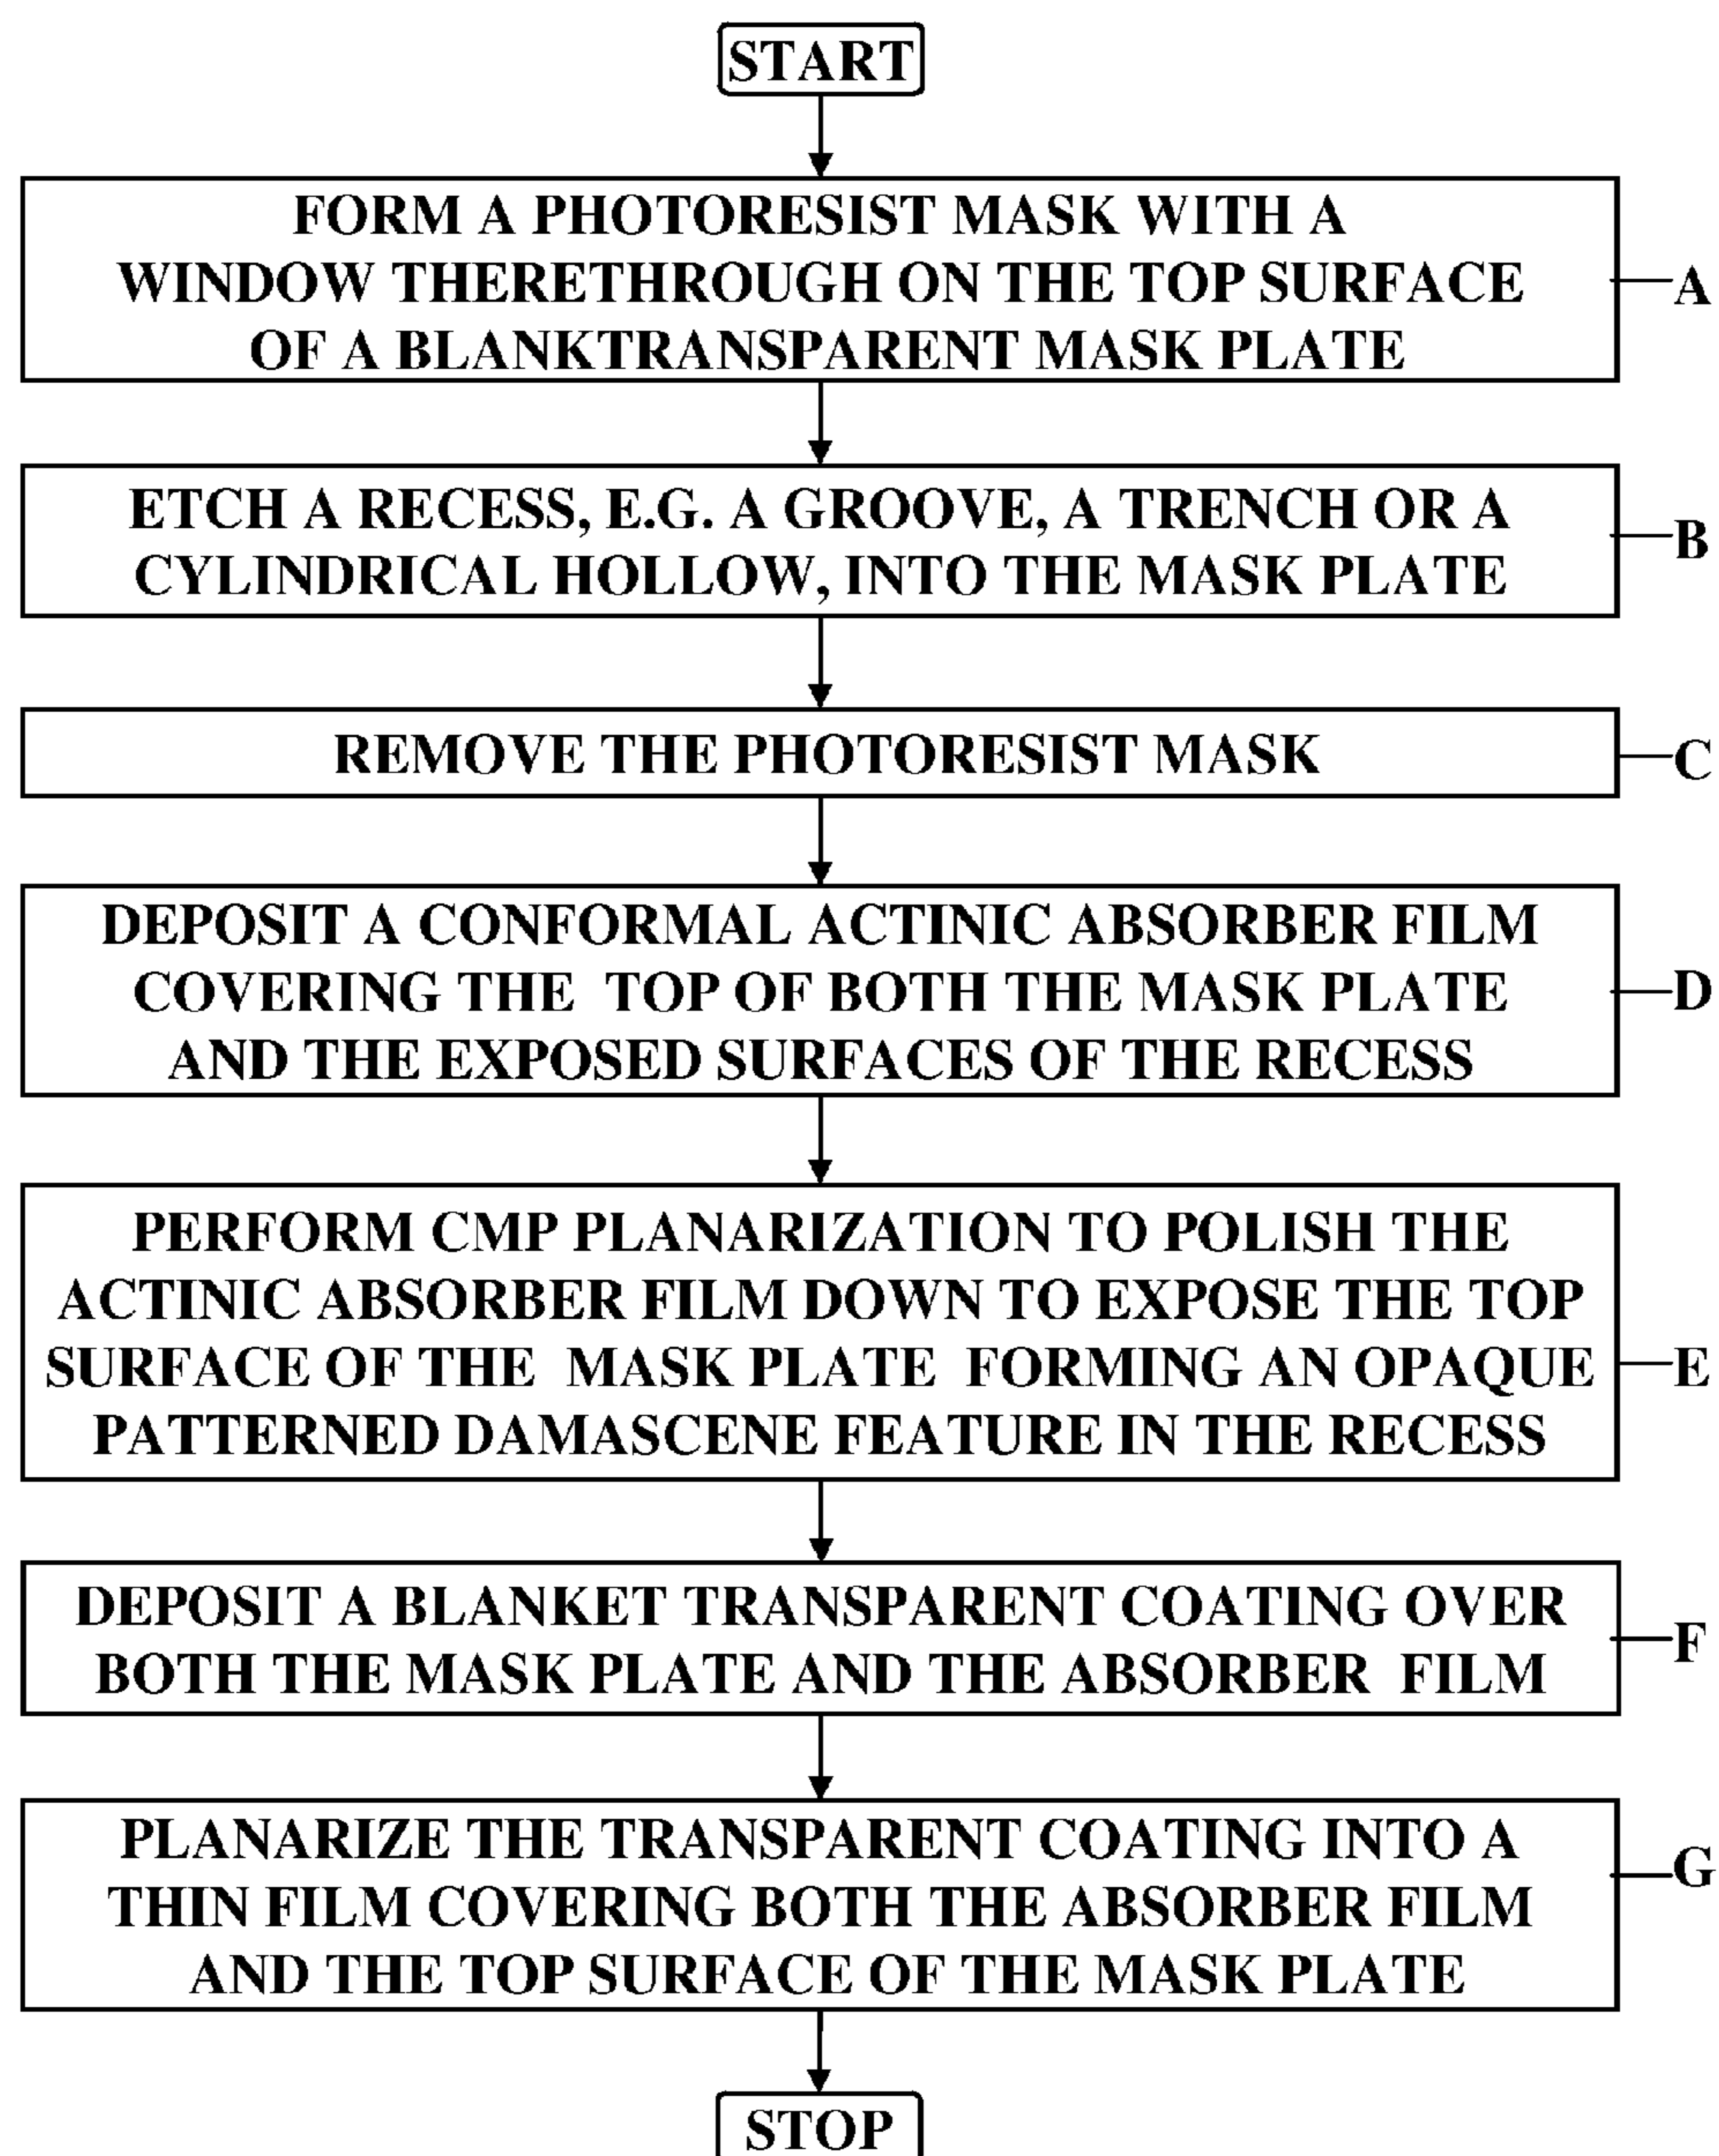 START
FORM A PHOTORESIST MASK WITH A
WINDOW THERETHROUGH ON THE TOP SURFACE
OF A BLANKTRANSPARENT MASK PLATE
A
ETCH A RECESS, E.G. A GROOVE, A TRENCH OR A
CYLINDRICAL HOLLOW, INTO THE MASK PLATE
B
REMOVE THE PHOTORESIST MASK
C
DEPOSIT A CONFORMAL ACTINIC ABSORBER FILM
COVERING THE TOP OF BOTH THE MASK PLATE
AND THE EXPOSED SURFACES OF THE RECESS
D
PERFORM CMP PLANARIZATION TO POLISH THE
ACTINIC ABSORBER FILM DOWN TO EXPOSE THE TOP
SURFACE OF THE MASK PLATE FORMING AN OPAQUE
PATTERNED DAMASCENE FEATURE IN THE RECESS
E
DEPOSIT A BLANKET TRANSPARENT COATING OVER
BOTH THE MASK PLATE AND THE ABSORBER FILM
F
PLANARIZE THE TRANSPARENT COATING INTO A
THIN FILM COVERING BOTH THE ABSORBER FILM
AND THE TOP SURFACE OF THE MASK PLATE
G
STOP